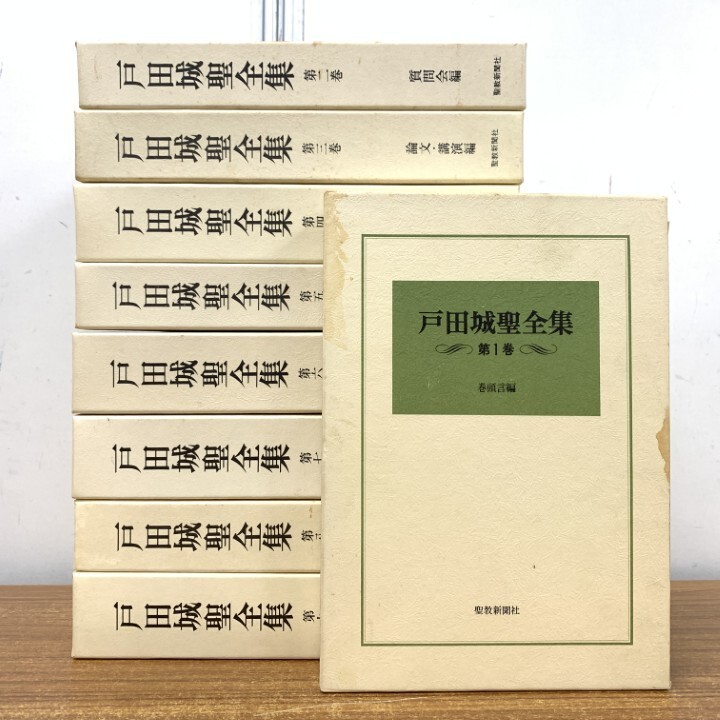 戸田城聖全集 第二巻 質問会編 聖教新聞社
戸田城聖全集 第三巻 論文・講演編 聖教新聞社
戸田城聖全集 第四
戸田城聖全集 第五
戸田城聖全集 第六
戸田城聖全集 第七
戸田城聖全集 第
戸田城聖全集 第
戸田城聖全集
第1巻
巻頭言編
聖教新聞社